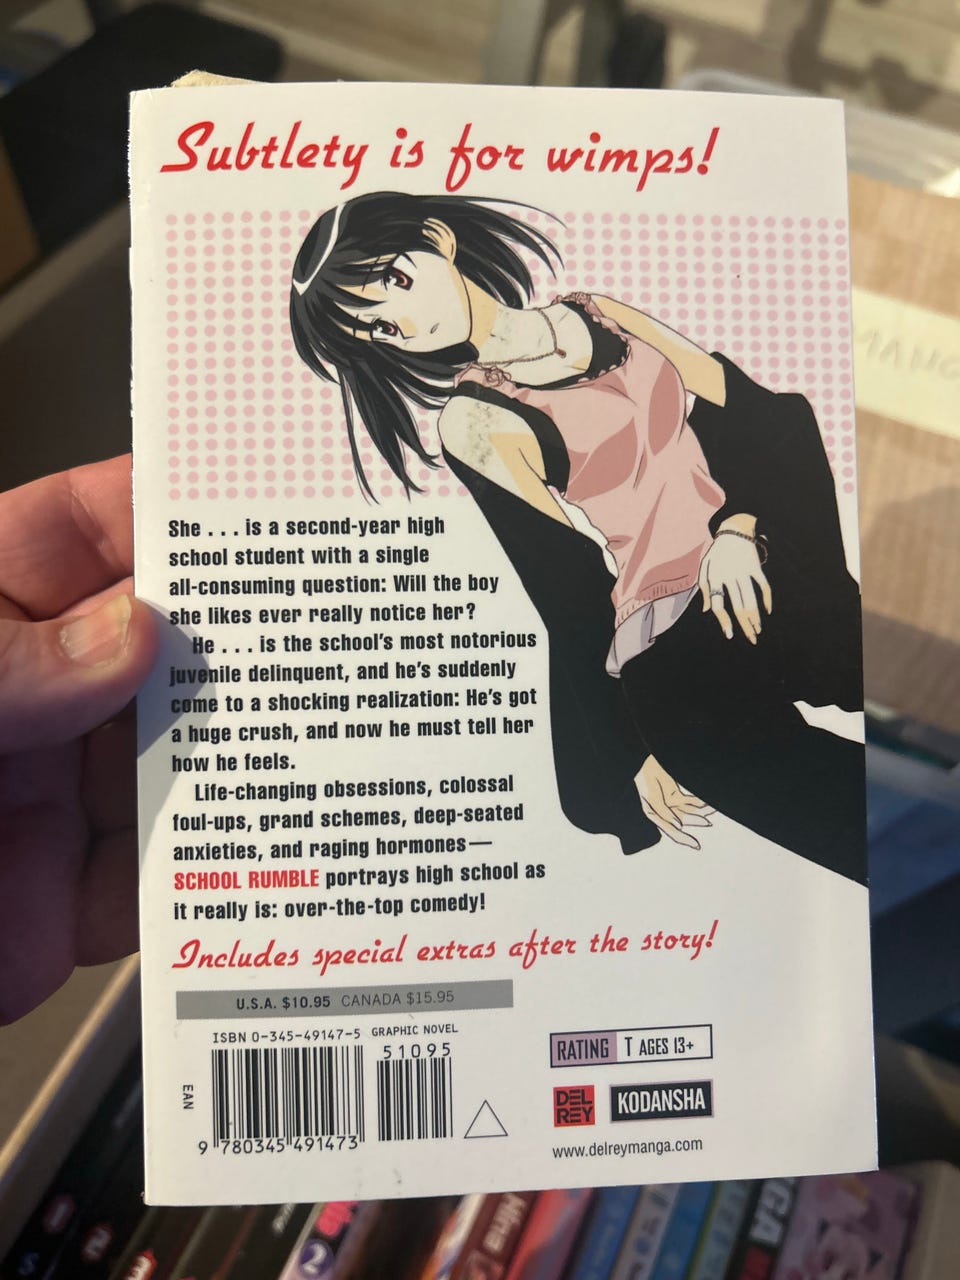 Subtlety is for wimps!
She . . . is a second-year high
school student with a single
all-consuming question: Will the boy
she likes ever really notice her?
He . . . is the school's most notorious
juvenile delinquent, and he's suddenly
come to a shocking realization: He's got
a huge crush, and now he must tell her
how he feels.
Life-changing obsessions, colossal
foul-ups, grand schemes, deep-seated
anxieties, and raging hormones—
SCHOOL RUMBLE portrays high school as
it really is: over-the-top comedy!
Includes special extras after the story!
U.S.A. $10.95 CANADA $15.95
ISBN 0-345-49147-5 GRAPHIC NOVEL
51095
EAN
9 780345 491473
RATING T AGES 13+
DEL
REY
KODANSHA
www.delreymanga.com